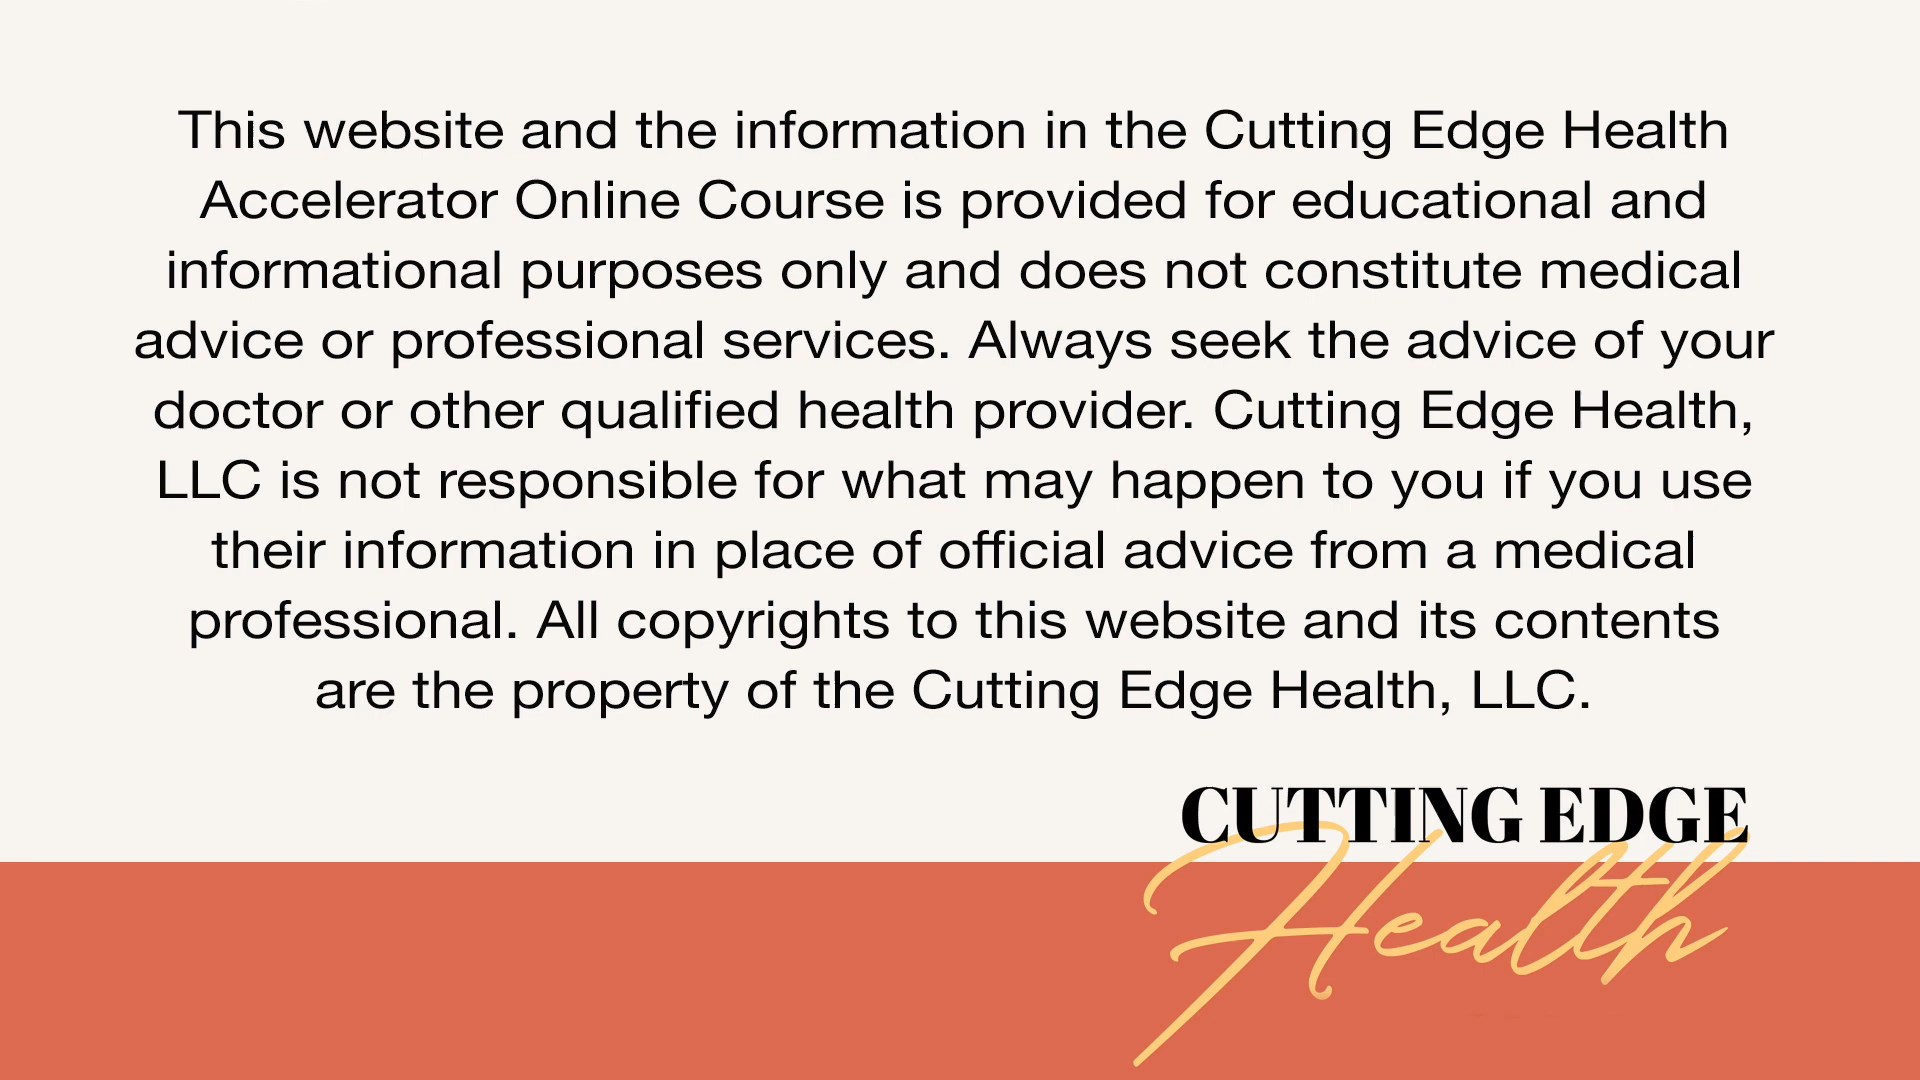 This website and the information in the Cutting Edge Health
Accelerator Online Course is provided for educational and
informational purposes only and does not constitute medical
advice or professional services. Always seek the advice of your
doctor or other qualified health provider. Cutting Edge Health,
LLC is not responsible for what may happen to you if you use
their information in place of official advice from a medical
professional. All copyrights to this website and its contents
are the property of the Cutting Edge Health, LLC.
CUTTING EDGE
Health